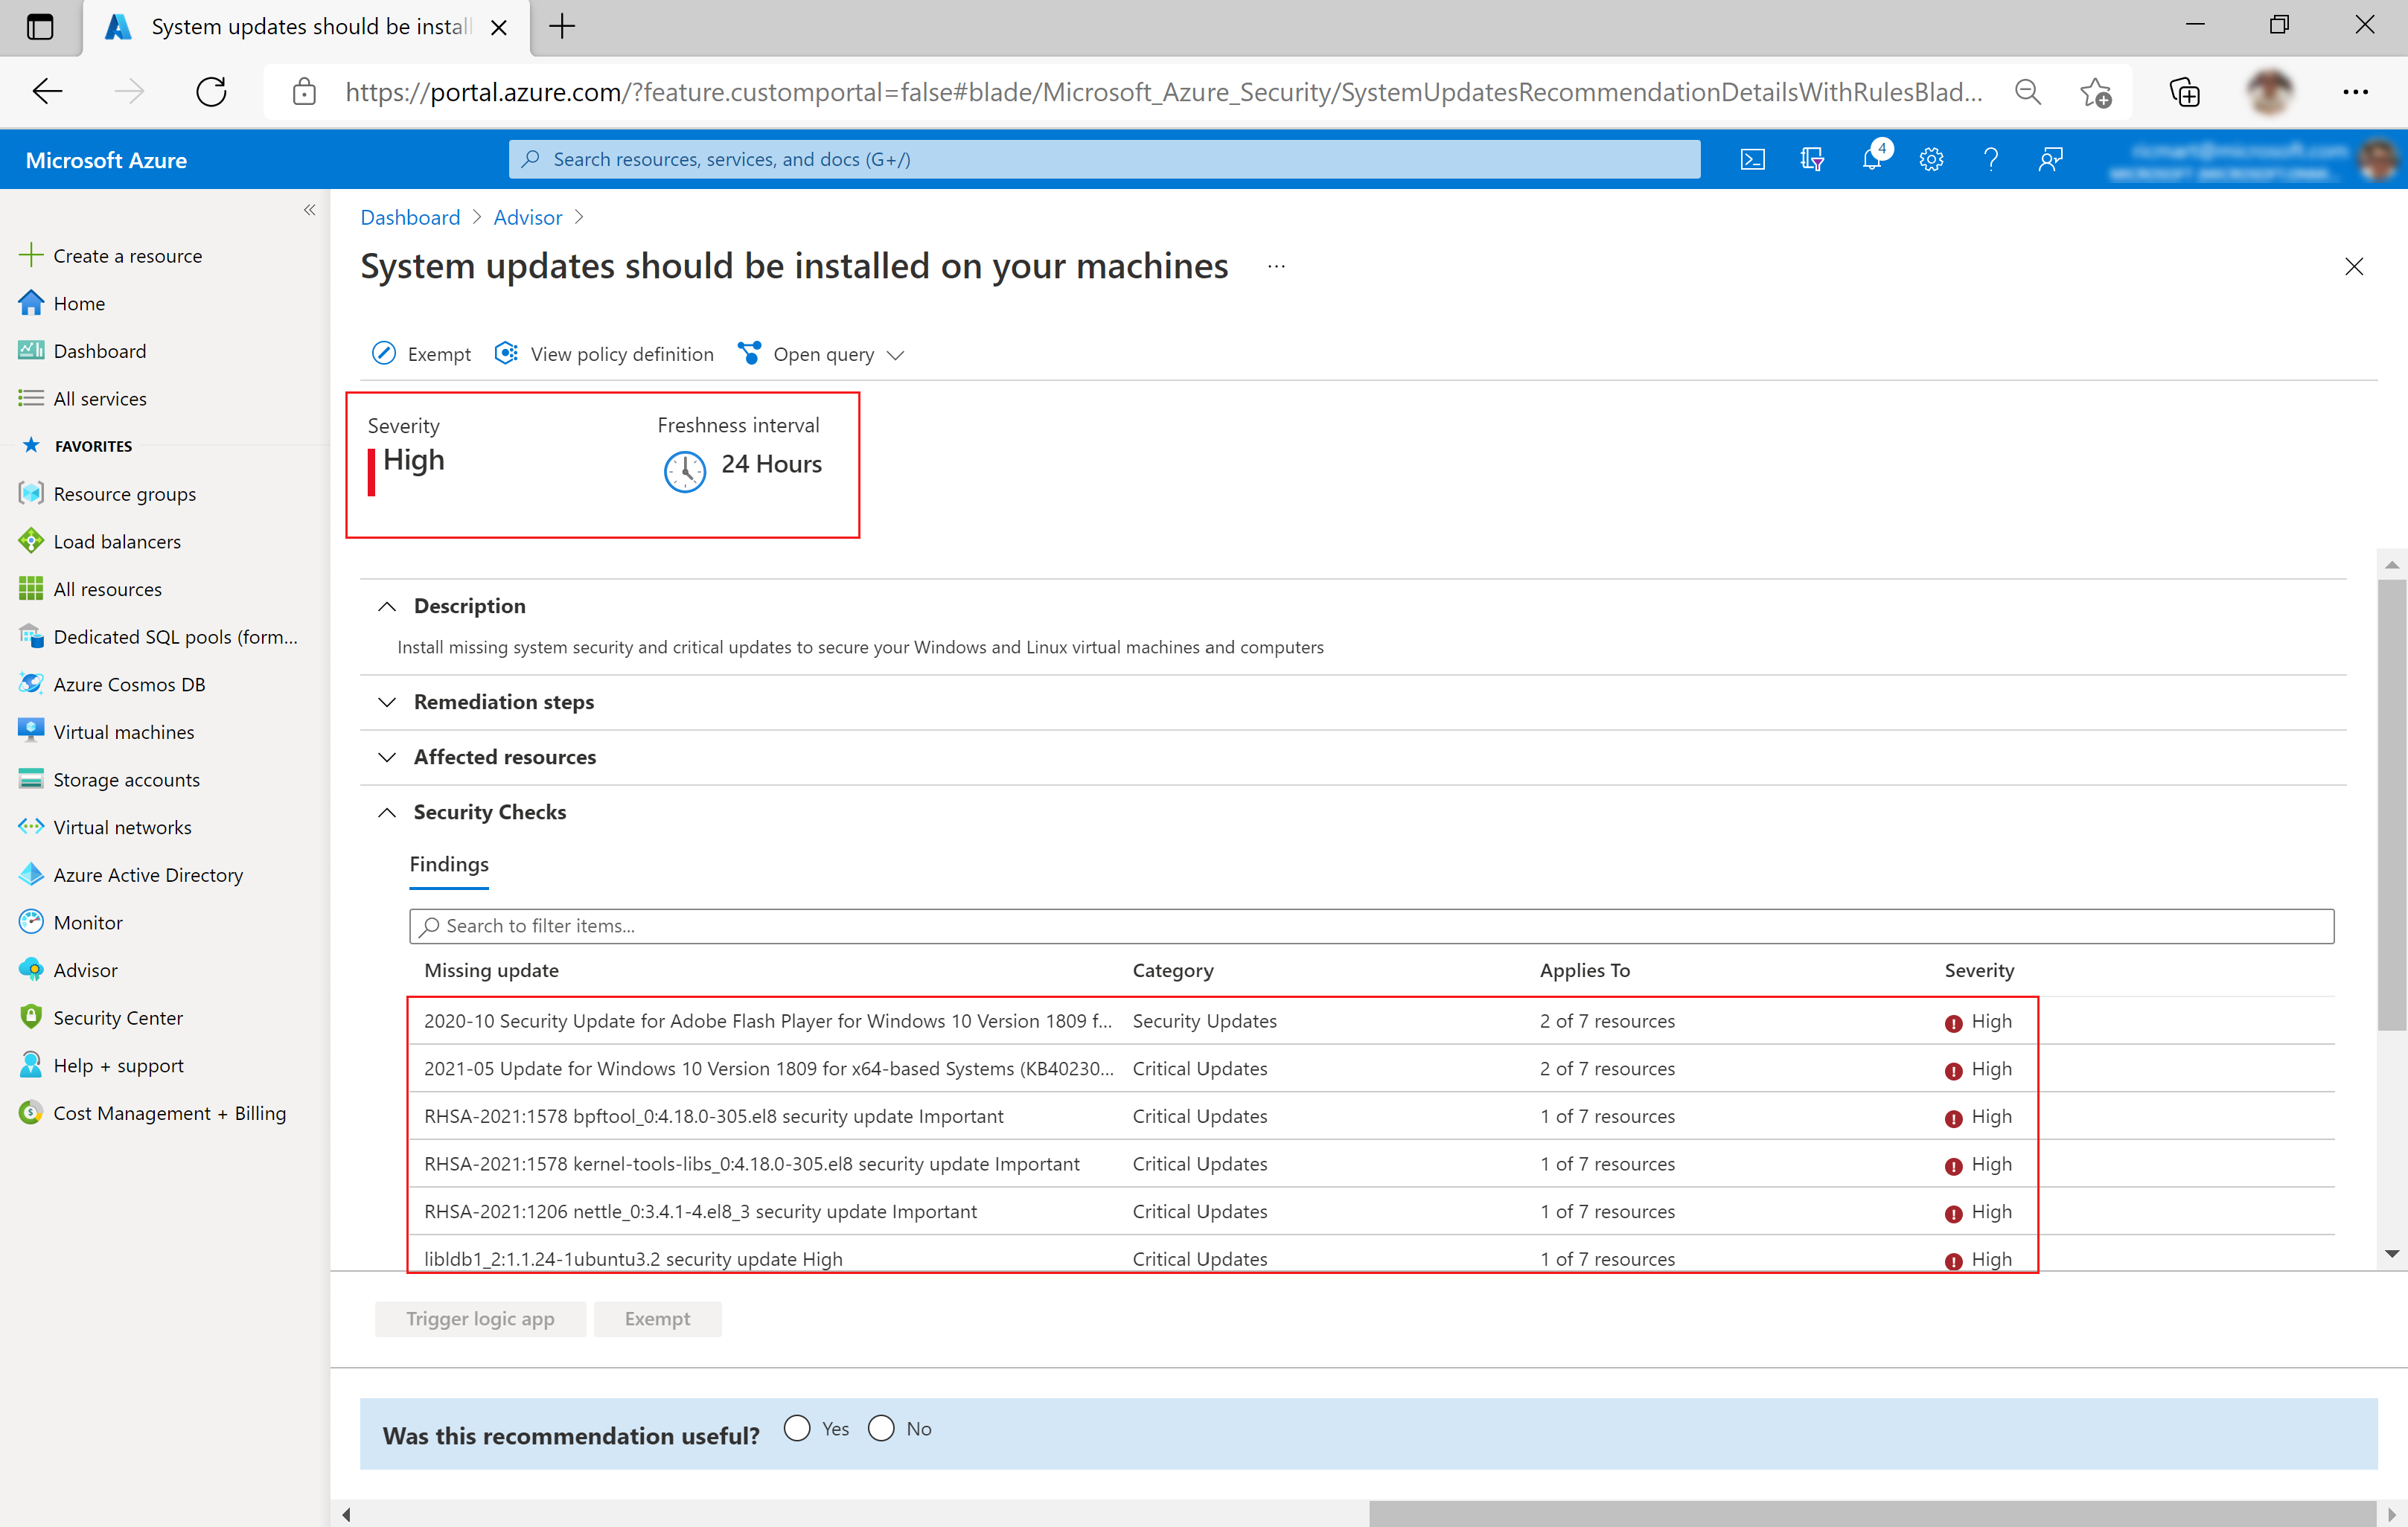 System updates should be install
https://portal.azure.com/?feature.customportal=false#blade/Microsoft_Azure_Security/SystemUpdatesRecommendationDetailsWithRulesBlad...
Microsoft Azure
Search resources, services, and docs (G+/)
4
Create a resource
Home
Dashboard
All services
FAVORITES
Resource groups
Load balancers
All resources
Dedicated SQL pools (form...
Azure Cosmos DB
Virtual machines
Storage accounts
Virtual networks
Azure Active Directory
Monitor
Advisor
Security Center
Help + support
Cost Management + Billing
Dashboard > Advisor >
System updates should be installed on your machines ...
Exempt View policy definition Open query
Severity Freshness interval
High 24 Hours
Description
Install missing system security and critical updates to secure your Windows and Linux virtual machines and computers
Remediation steps
Affected resources
Security Checks
Findings
Search to filter items...
Missing update Category Applies To Severity
2020-10 Security Update for Adobe Flash Player for Windows 10 Version 1809 f... Security Updates 2 of 7 resources High
2021-05 Update for Windows 10 Version 1809 for x64-based Systems (KB40230... Critical Updates 2 of 7 resources High
RHSA-2021:1578 bpftool_0:4.18.0-305.el8 security update Important Critical Updates 1 of 7 resources High
RHSA-2021:1578 kernel-tools-libs_0:4.18.0-305.el8 security update Important Critical Updates 1 of 7 resources High
RHSA-2021:1206 nettle_0:3.4.1-4.el8_3 security update Important Critical Updates 1 of 7 resources High
libldb1_2:1.1.24-1ubuntu3.2 security update High Critical Updates 1 of 7 resources High
Trigger logic app Exempt
Was this recommendation useful? Yes No